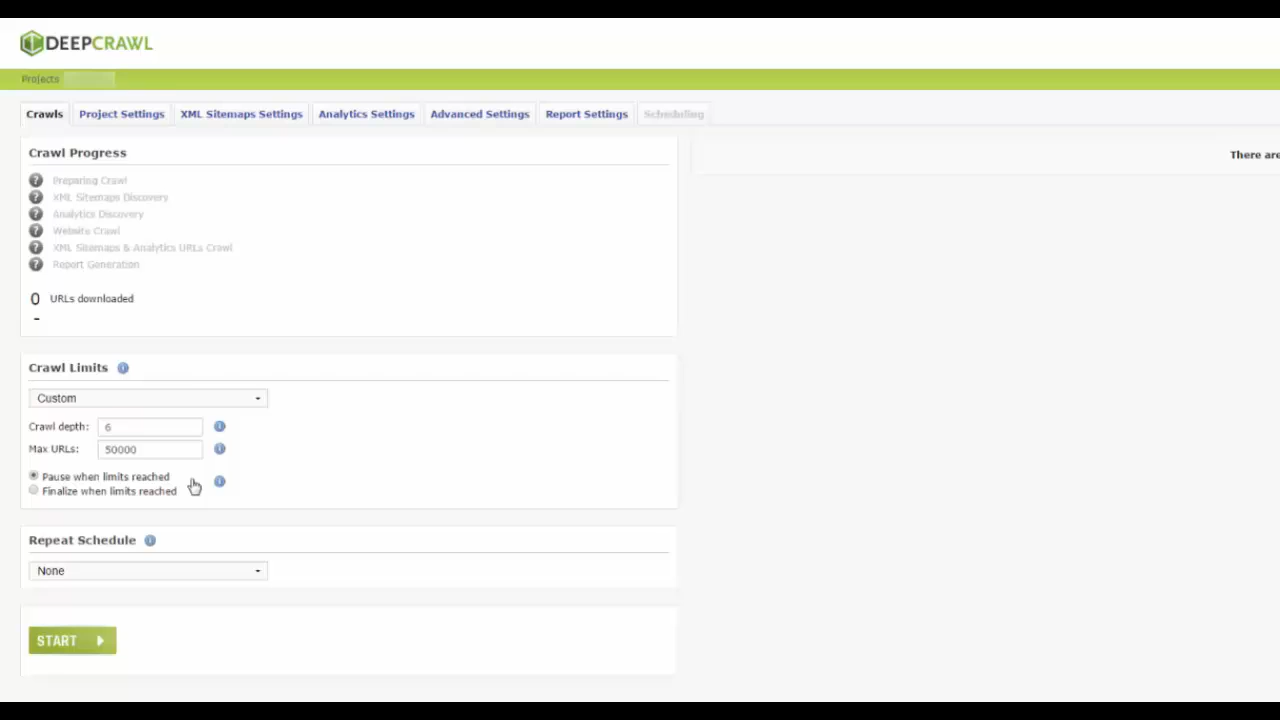 DEEPCRAWL
Projects
Crawls Project Settings XML Sitemaps Settings Analytics Settings Advanced Settings Report Settings Scheduling
Crawl Progress
There are
Preparing Crawl
XML Sitemaps Discovery
Analytics Discovery
Website Crawl
XML Sitemaps & Analytics URLs Crawl
Report Generation
0 URLs downloaded
-
Crawl Limits
Custom
Crawl depth: 6
Max URLs: 50000
Pause when limits reached
Finalize when limits reached
Repeat Schedule
None
START